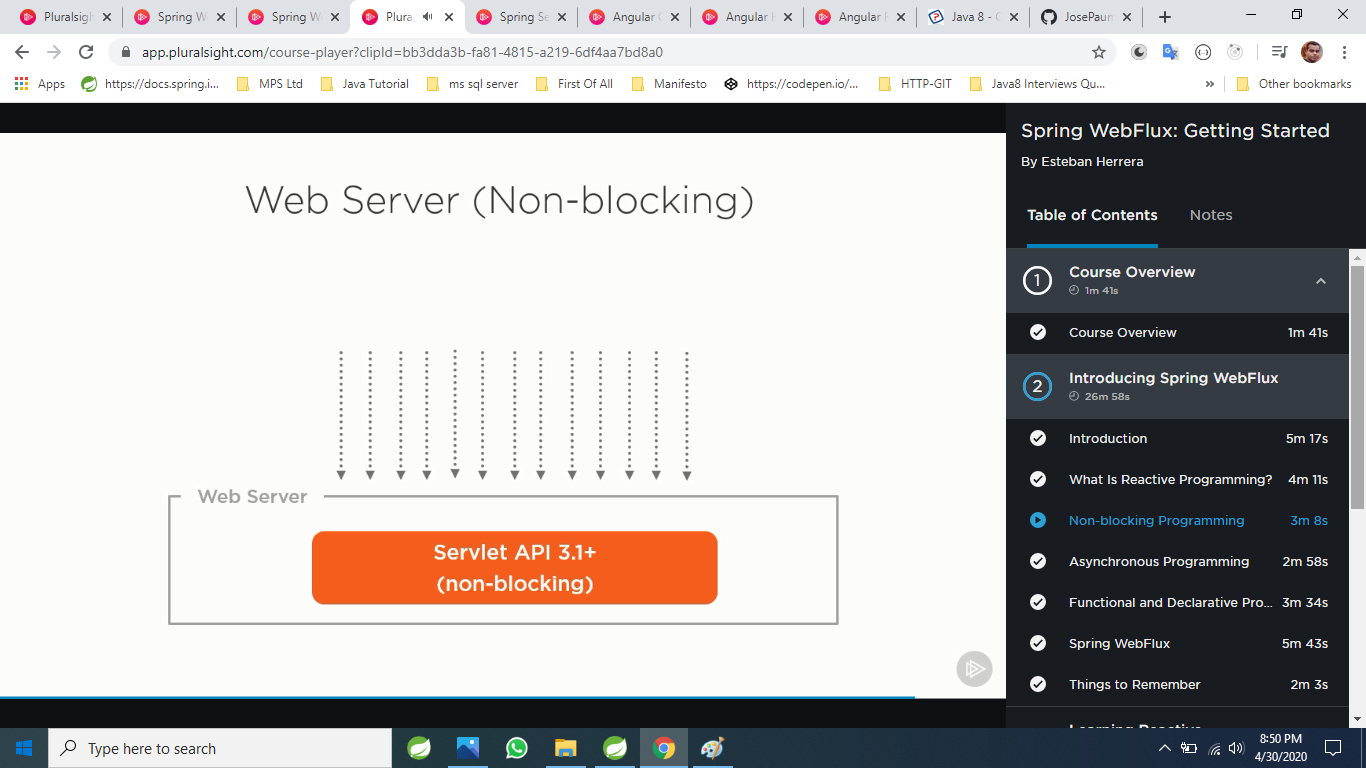 Pluralsigh
Spring W
Spring W
Plura
Spring Se
Angular
Angular
Angular
Java 8 -
JosePaun
app.pluralsight.com/course-player?clipId=bb3dda3b-fa81-4815-a219-6df4aa7bd8a0
Apps
https://docs.spring.i...
MPS Ltd
Java Tutorial
ms sql server
First Of All
Manifesto
https://codepen.io/...
HTTP-GIT
Java8 Interviews Qu...
»
Other bookmarks
Web Server (Non-blocking)
Web Server
Servlet API 3.1+
(non-blocking)
Spring WebFlux: Getting Started
By Esteban Herrera
Table of Contents Notes
1 Course Overview
1m 41s
Course Overview 1m 41s
2 Introducing Spring WebFlux
26m 58s
Introduction 5m 17s
What Is Reactive Programming? 4m 11s
Non-blocking Programming 3m 8s
Asynchronous Programming 2m 58s
Functional and Declarative Pro... 3m 34s
Spring WebFlux 5m 43s
Things to Remember 2m 3s
Learning Reactive
Type here to search
8:50 PM
4/30/2020